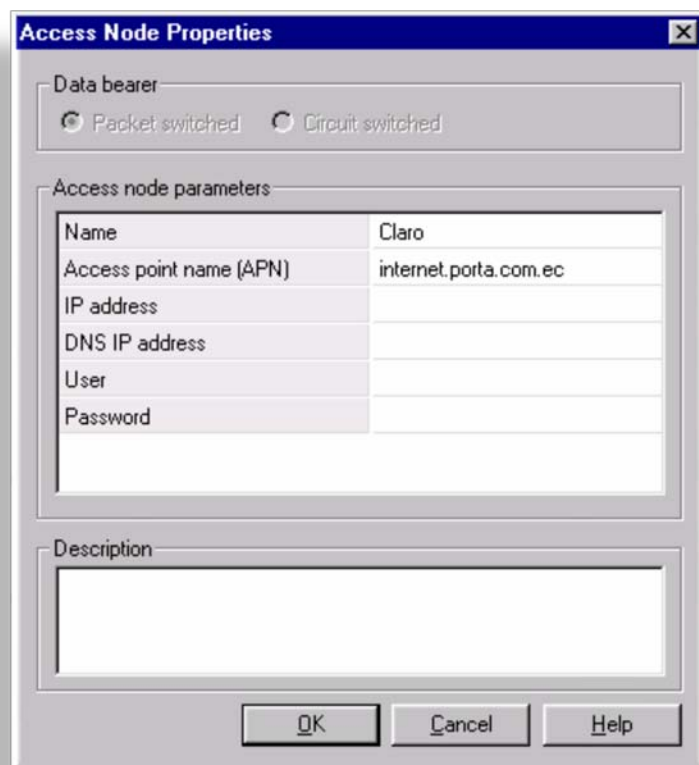 Access Node Properties
Data bearer
Packet switched Circuit switched
Access node parameters
Name Claro
Access point name (APN) internet.porta.com.ec
IP address
DNS IP address
User
Password
Description
OK Cancel Help